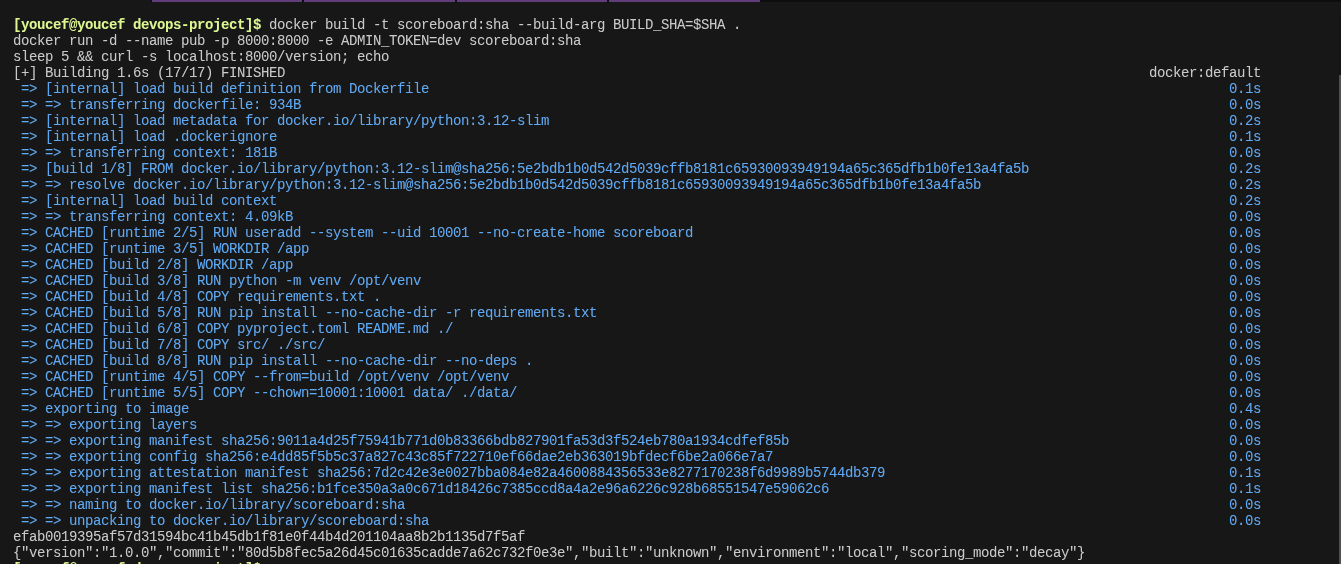 [youcef@youcef devops-project]$ docker build -t scoreboard:sha --build-arg BUILD_SHA=$SHA .
docker run -d --name pub -p 8000:8000 -e ADMIN_TOKEN=dev scoreboard:sha
sleep 5 && curl -s localhost:8000/version; echo
[+] Building 1.6s (17/17) FINISHED docker:default
=> [internal] load build definition from Dockerfile 0.1s
=> => transferring dockerfile: 934B 0.0s
=> [internal] load metadata for docker.io/library/python:3.12-slim 0.2s
=> [internal] load .dockerignore 0.1s
=> => transferring context: 181B 0.0s
=> [build 1/8] FROM docker.io/library/python:3.12-slim@sha256:5e2bdb1b0d542d5039cffb8181c65930093949194a65c365dfb1b0fe13a4fa5b 0.2s
=> => resolve docker.io/library/python:3.12-slim@sha256:5e2bdb1b0d542d5039cffb8181c65930093949194a65c365dfb1b0fe13a4fa5b 0.2s
=> [internal] load build context 0.2s
=> => transferring context: 4.09kB 0.0s
=> CACHED [runtime 2/5] RUN useradd --system --uid 10001 --no-create-home scoreboard 0.0s
=> CACHED [runtime 3/5] WORKDIR /app 0.0s
=> CACHED [build 2/8] WORKDIR /app 0.0s
=> CACHED [build 3/8] RUN python -m venv /opt/venv 0.0s
=> CACHED [build 4/8] COPY requirements.txt . 0.0s
=> CACHED [build 5/8] RUN pip install --no-cache-dir -r requirements.txt 0.0s
=> CACHED [build 6/8] COPY pyproject.toml README.md ./ 0.0s
=> CACHED [build 7/8] COPY src/ ./src/ 0.0s
=> CACHED [build 8/8] RUN pip install --no-cache-dir --no-deps . 0.0s
=> CACHED [runtime 4/5] COPY --from=build /opt/venv /opt/venv 0.0s
=> CACHED [runtime 5/5] COPY --chown=10001:10001 data/ ./data/ 0.0s
=> exporting to image 0.4s
=> => exporting layers 0.0s
=> => exporting manifest sha256:9011a4d25f75941b771d0b83366bdb827901fa53d3f524eb780a1934cdfef85b 0.0s
=> => exporting config sha256:e4dd85f5b5c37a827c43c85f722710ef66dae2eb363019bfdecf6be2a066e7a7 0.0s
=> => exporting attestation manifest sha256:7d2c42e3e0027bba084e82a4600884356533e8277170238f6d9989b5744db379 0.1s
=> => exporting manifest list sha256:b1fce350a3a0c671d18426c7385ccd8a4a2e96a6226c928b68551547e59062c6 0.1s
=> => naming to docker.io/library/scoreboard:sha 0.0s
=> => unpacking to docker.io/library/scoreboard:sha 0.0s
efab0019395af57d31594bc41b45db1f81e0f44b4d201104aa8b2b1135d7f5af
{"version":"1.0.0","commit":"80d5b8fec5a26d45c01635cadde7a62c732f0e3e","built":"unknown","environment":"local","scoring_mode":"decay"}